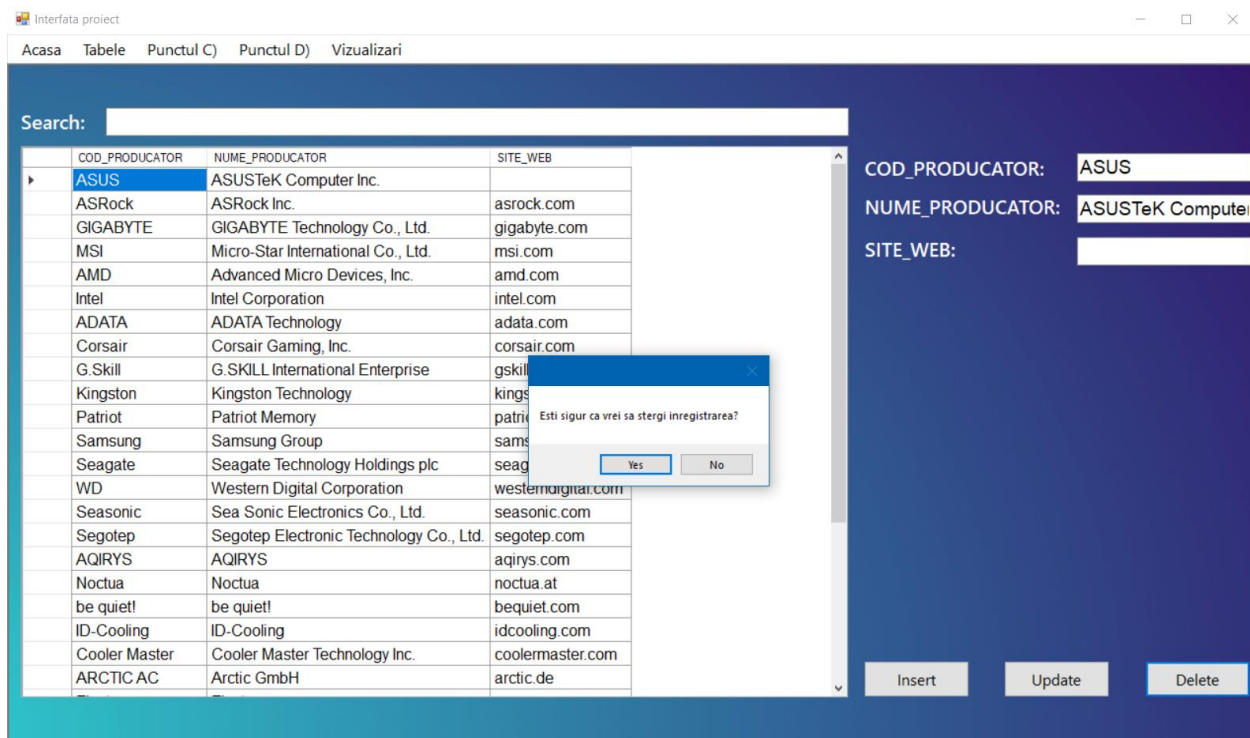 Interfata proiect
Acasa Tabele Punctul C) Punctul D) Vizualizari
Search:
COD_PRODUCATOR NUME_PRODUCATOR SITE_WEB
ASUS ASUSTeK Computer Inc.
ASRock ASRock Inc. asrock.com
GIGABYTE GIGABYTE Technology Co., Ltd. gigabyte.com
MSI Micro-Star International Co., Ltd. msi.com
AMD Advanced Micro Devices, Inc. amd.com
Intel Intel Corporation intel.com
ADATA ADATA Technology adata.com
Corsair Corsair Gaming, Inc. corsair.com
G.Skill G.SKILL International Enterprise gskill
Kingston Kingston Technology kings
Patriot Patriot Memory patri
Samsung Samsung Group sams
Seagate Seagate Technology Holdings plc seag
WD Western Digital Corporation westerndigital.com
Seasonic Sea Sonic Electronics Co., Ltd. seasonic.com
Segotep Segotep Electronic Technology Co., Ltd. segotep.com
AQIRYS AQIRYS aqirys.com
Noctua Noctua noctua.at
be quiet! be quiet! bequiet.com
ID-Cooling ID-Cooling idcooling.com
Cooler Master Cooler Master Technology Inc. coolermaster.com
ARCTIC AC Arctic GmbH arctic.de
Esti sigur ca vrei sa stergi inregistrarea?
Yes No
COD_PRODUCATOR: ASUS
NUME_PRODUCATOR: ASUSTeK Computer
SITE_WEB:
Insert Update Delete